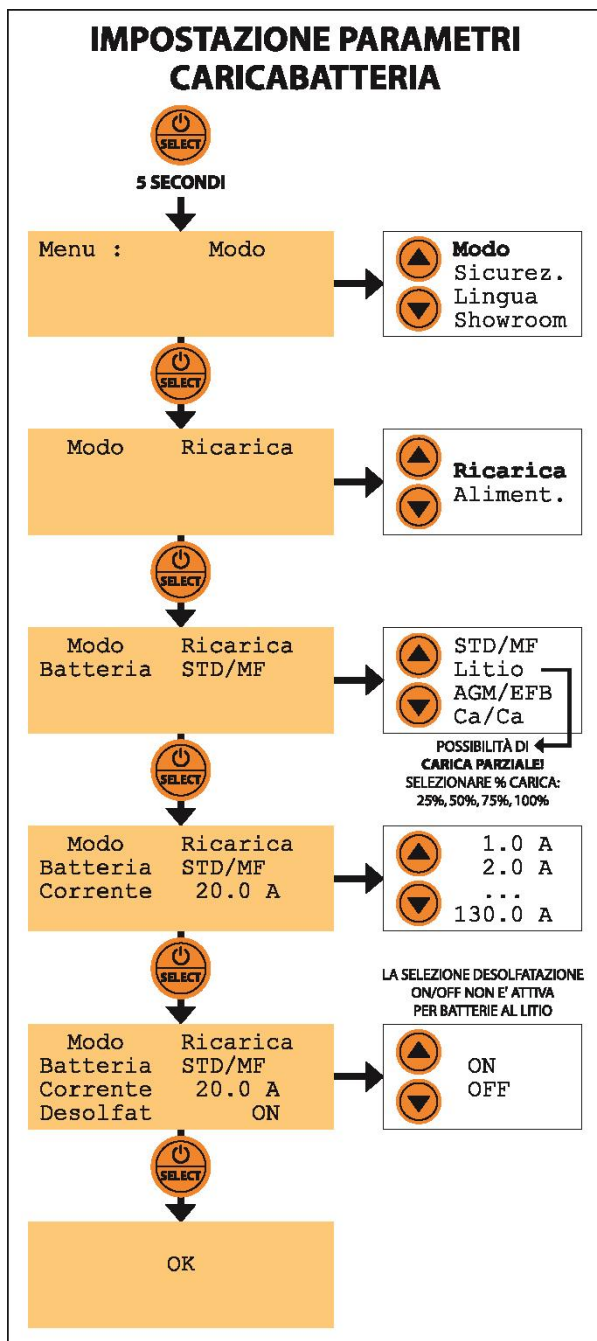 IMPOSTAZIONE PARAMETRI
CARICABATTERIA
SELECT
5 SECONDI
Menu : Modo
Modo
Sicurez.
Lingua
Showroom
SELECT
Modo Ricarica
Ricarica
Aliment.
SELECT
Modo Ricarica
Batteria STD/MF
STD/MF
Litio
AGM/EFB
Ca/Ca
POSSIBILITÀ DI
CARICA PARZIALE!
SELEZIONARE % CARICA:
25%, 50%, 75%, 100%
SELECT
Modo Ricarica
Batteria STD/MF
Corrente 20.0 A
1.0 A
2.0 A
...
130.0 A
SELECT
LA SELEZIONE DESOLFATAZIONE
ON/OFF NON E' ATTIVA
PER BATTERIE AL LITIO
Modo Ricarica
Batteria STD/MF
Corrente 20.0 A
Desolfat ON
ON
OFF
SELECT
OK